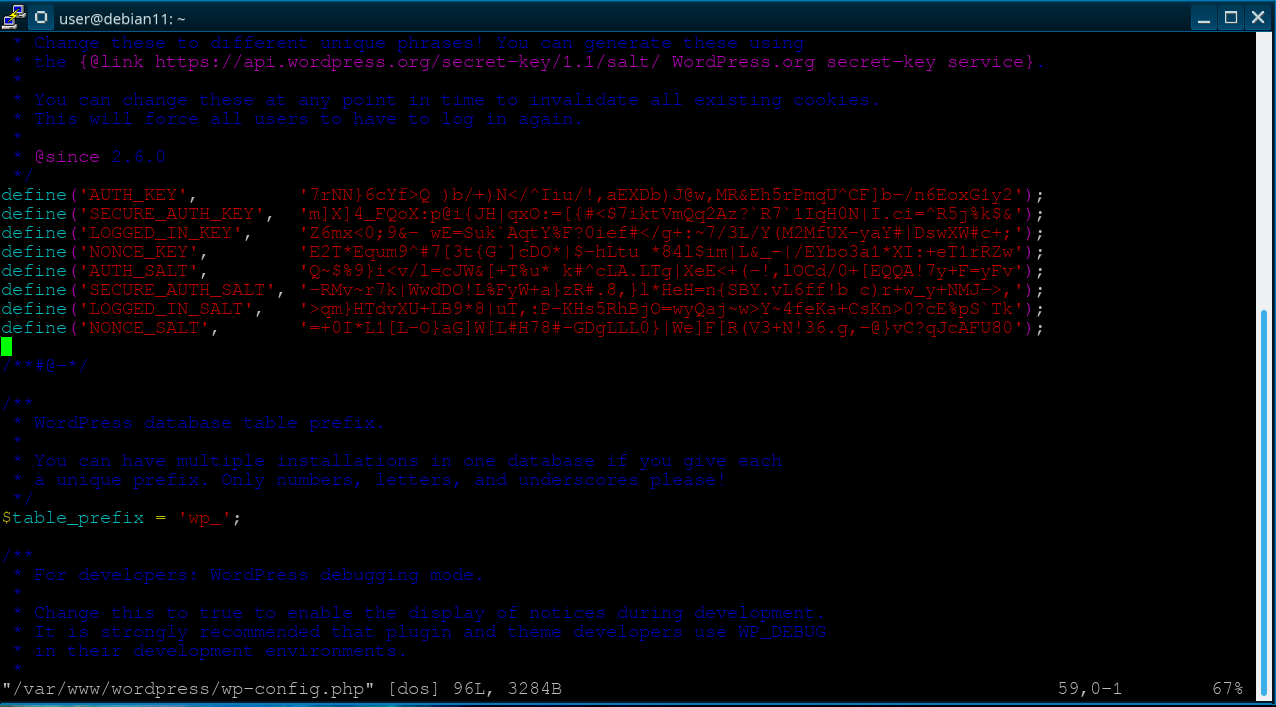 user@debian11: ~
* Change these to different unique phrases! You can generate these using
* the {@link https://api.wordpress.org/secret-key/1.1/salt/ WordPress.org secret-key service}.
*
* You can change these at any point in time to invalidate all existing cookies.
* This will force all users to have to log in again.
*
* @since 2.6.0
*/
define('AUTH_KEY',         '7rNN}6cYf>Q )b/+)N</^Iiu/!,aEXDb)J@w,MR&Eh5rPmqU^CF]b-/n6EoxG1y2');
define('SECURE_AUTH_KEY',  'm]X]4_FQoX:p@i{JH|qxO:=[{#<$7iktVmQq2Az?`R7`1IqH0N|I.ci=^R5j%k$&');
define('LOGGED_IN_KEY',    'Z6mx<0;9&- wE=Suk`AqtY%F?0ief#</g+:~7/3L/Y(M2MfUX-yaY#|DswXW#c+;');
define('NONCE_KEY',        'E2T*Equm9^#7[3t{G`]cDO*|$-hLtu *84l$im|L&_-|/EYbo3a1*XI:+eT1rRZw');
define('AUTH_SALT',        'Q~$%9}i<v/l=cJW&[+T%u* k#^cLA.LTg|XeE<+(-!,lOCd/0+[EQQA!7y+F=yFv');
define('SECURE_AUTH_SALT', '-RMv~r7k|WwdDO!L%FyW+a}zR#.8,}l*HeH=n{SBY.vL6ff!b c)r+w_y+NMJ->,');
define('LOGGED_IN_SALT',   '>qm}HTdvXU+LB9*8|uT,:P-KHs5RhBjO=wyQaj~w>Y~4feKa+CsKn>0?cE%pS`Tk');
define('NONCE_SALT',       '=+0I*L1[L-O}aG]W[L#H78#-GDgLLL0}|We]F[R(V3+N!36.g,-@}vC?qJcAFU80');
/**#@-*/
/**
* WordPress database table prefix.
*
* You can have multiple installations in one database if you give each
* a unique prefix. Only numbers, letters, and underscores please!
*/
$table_prefix = 'wp_';
/**
* For developers: WordPress debugging mode.
*
* Change this to true to enable the display of notices during development.
* It is strongly recommended that plugin and theme developers use WP_DEBUG
* in their development environments.
*
"/var/www/wordpress/wp-config.php" [dos] 96L, 3284B 59,0-1 67%